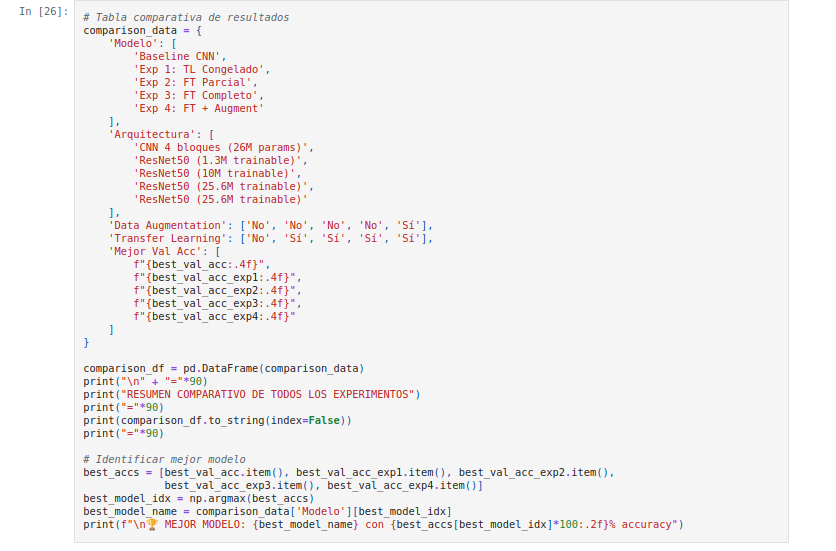 In [26]:
# Tabla comparativa de resultados
comparison_data = {
    'Modelo': [
        'Baseline CNN',
        'Exp 1: TL Congelado',
        'Exp 2: FT Parcial',
        'Exp 3: FT Completo',
        'Exp 4: FT + Augment'
    ],
    'Arquitectura': [
        'CNN 4 bloques (26M params)',
        'ResNet50 (1.3M trainable)',
        'ResNet50 (10M trainable)',
        'ResNet50 (25.6M trainable)',
        'ResNet50 (25.6M trainable)'
    ],
    'Data Augmentation': ['No', 'No', 'No', 'No', 'Sí'],
    'Transfer Learning': ['No', 'Sí', 'Sí', 'Sí', 'Sí'],
    'Mejor Val Acc': [
        f"{best_val_acc:.4f}",
        f"{best_val_acc_exp1:.4f}",
        f"{best_val_acc_exp2:.4f}",
        f"{best_val_acc_exp3:.4f}",
        f"{best_val_acc_exp4:.4f}"
    ]
}

comparison_df = pd.DataFrame(comparison_data)
print("\n" + "="*90)
print("RESUMEN COMPARATIVO DE TODOS LOS EXPERIMENTOS")
print("="*90)
print(comparison_df.to_string(index=False))
print("="*90)

# Identificar mejor modelo
best_accs = [best_val_acc.item(), best_val_acc_exp1.item(), best_val_acc_exp2.item(),
             best_val_acc_exp3.item(), best_val_acc_exp4.item()]
best_model_idx = np.argmax(best_accs)
best_model_name = comparison_data['Modelo'][best_model_idx]
print(f"\n🏆 MEJOR MODELO: {best_model_name} con {best_accs[best_model_idx]*100:.2f}% accuracy")